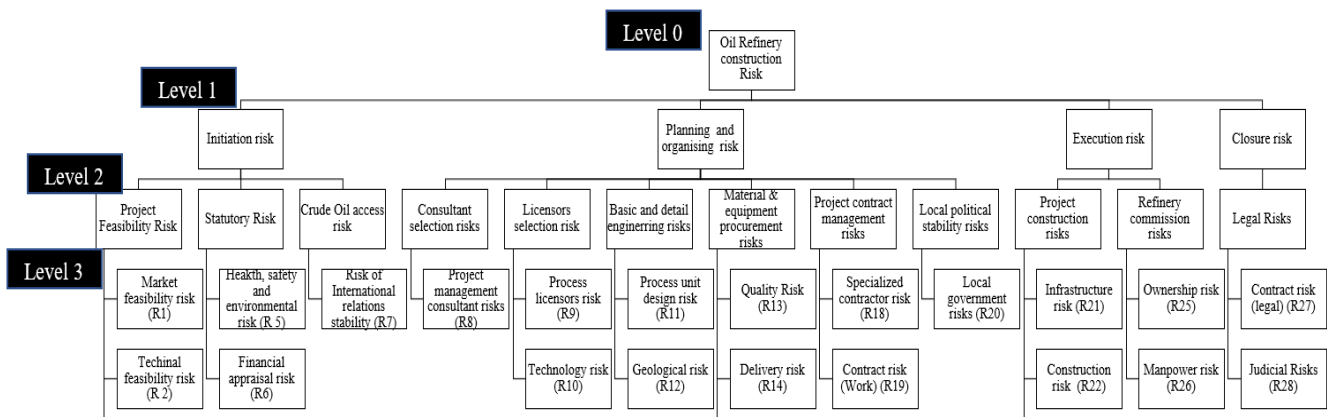 Level 0
Oil Refinery
construction
Risk
Level 1
Initiation risk
Planning and
organising risk
Execution risk
Closure risk
Level 2
Project
Feasibility Risk
Statutory Risk
Crude Oil access
risk
Consultant
selection risks
Licensors
selection risk
Basic and detail
enginerring risks
Material &
equipment
procurement
risks
Project contract
management
risks
Local political
stability risks
Project
construction
risks
Refinery
commission
risks
Legal Risks
Level 3
Market
feasibility risk
(R1)
Heakth, safety
and
environmental
risk (R 5)
Risk of
International
relations
stability (R7)
Project
management
consultant risks
(R8)
Process
licensors risk
(R9)
Process unit
design risk
(R11)
Quality Risk
(R13)
Specialized
contractor risk
(R18)
Local
government
risks (R20)
Infrastructure
risk (R21)
Ownership risk
(R25)
Contract risk
(legal) (R27)
Techinal
feasibility risk
(R 2)
Financial
appraisal risk
(R6)
Technology risk
(R10)
Geological risk
(R12)
Delivery risk
(R14)
Contract risk
(Work) (R19)
Construction
risk (R22)
Manpower risk
(R26)
Judicial Risks
(R28)